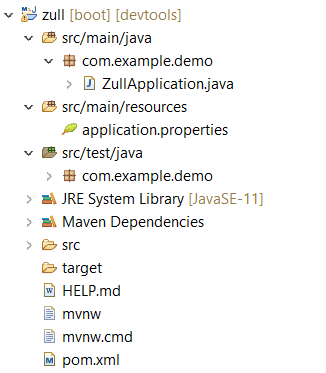 zull [boot] [devtools]
src/main/java
com.example.demo
ZullApplication.java
src/main/resources
application.properties
src/test/java
com.example.demo
JRE System Library [JavaSE-11]
Maven Dependencies
src
target
HELP.md
mvnw
mvnw.cmd
pom.xml